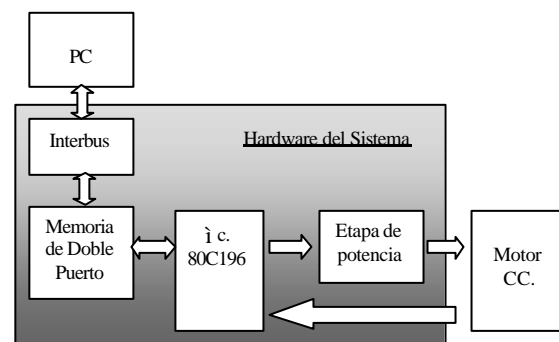 PC
Interbus
Hardware del Sistema
Memoria
de Doble
Puerto
ì c.
80C196
Etapa de
potencia
Motor
CC.